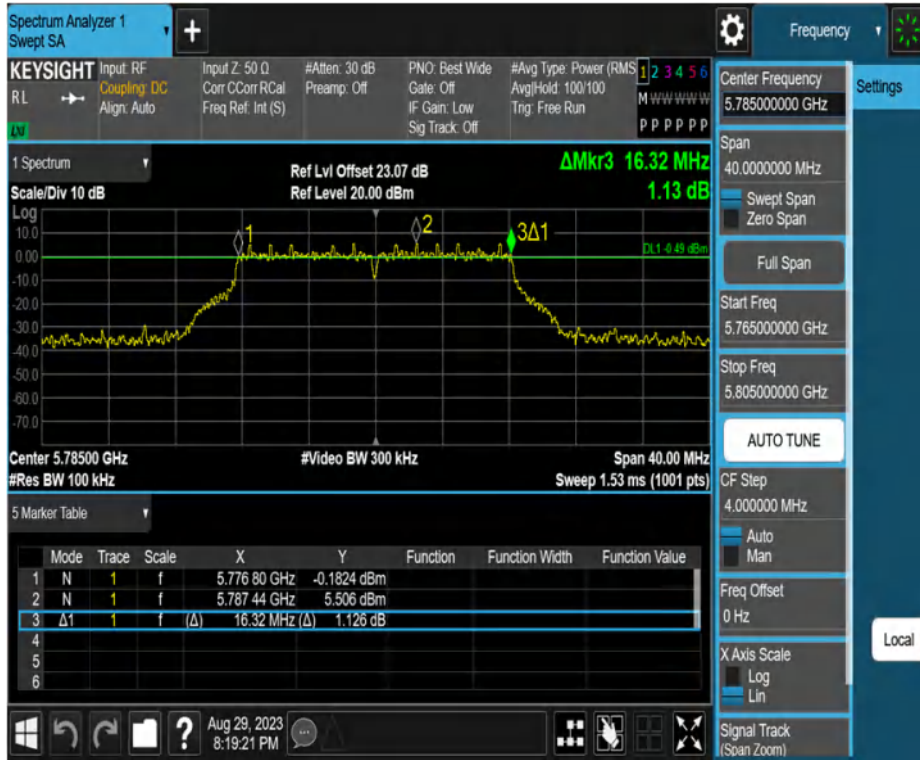 Spectrum Analyzer 1
Swept SA
+
Frequency
KEYSIGHT
RL
LXI
Input: RF
Coupling: DC
Align: Auto
Input Z: 50 Ω
Corr CCorr RCal
Freq Ref: Int (S)
#Atten: 30 dB
Preamp: Off
PNO: Best Wide
Gate: Off
IF Gain: Low
Sig Track: Off
#Avg Type: Power (RMS
Avg|Hold: 100/100
Trig: Free Run
1 2 3 4 5 6
M W W W W W
P P P P P P
1 Spectrum
Scale/Div 10 dB
Ref Lvl Offset 23.07 dB
Ref Level 20.00 dBm
ΔMkr3 16.32 MHz
1.13 dB
Log
10.0
0.00
-10.0
-20.0
-30.0
-40.0
-60.0
-70.0
1
2
3Δ1
DL1 -0.49 dBm
Center 5.78500 GHz
#Res BW 100 kHz
#Video BW 300 kHz
Span 40.00 MHz
Sweep 1.53 ms (1001 pts)
5 Marker Table
Mode Trace Scale X Y Function Function Width Function Value
1 N 1 f 5.776 80 GHz -0.1824 dBm
2 N 1 f 5.787 44 GHz 5.506 dBm
3 Δ1 1 f (Δ) 16.32 MHz (Δ) 1.126 dB
4
5
6
?
Aug 29, 2023
8:19:21 PM
Center Frequency
5.785000000 GHz
Span
40.0000000 MHz
Swept Span
Zero Span
Full Span
Start Freq
5.765000000 GHz
Stop Freq
5.805000000 GHz
AUTO TUNE
CF Step
4.000000 MHz
Auto
Man
Freq Offset
0 Hz
X Axis Scale
Log
Lin
Signal Track
(Span Zoom)
Settings
Local